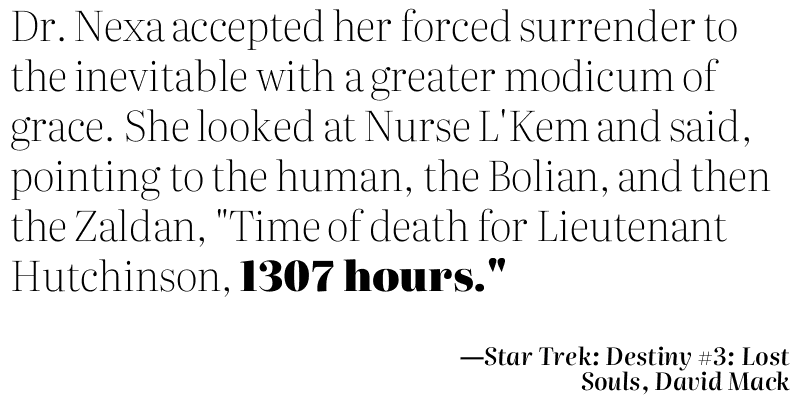 Dr. Nexa accepted her forced surrender to
the inevitable with a greater modicum of
grace. She looked at Nurse L'Kem and said,
pointing to the human, the Bolian, and then
the Zaldan, "Time of death for Lieutenant
Hutchinson, 1307 hours."
—Star Trek: Destiny #3: Lost
Souls, David Mack